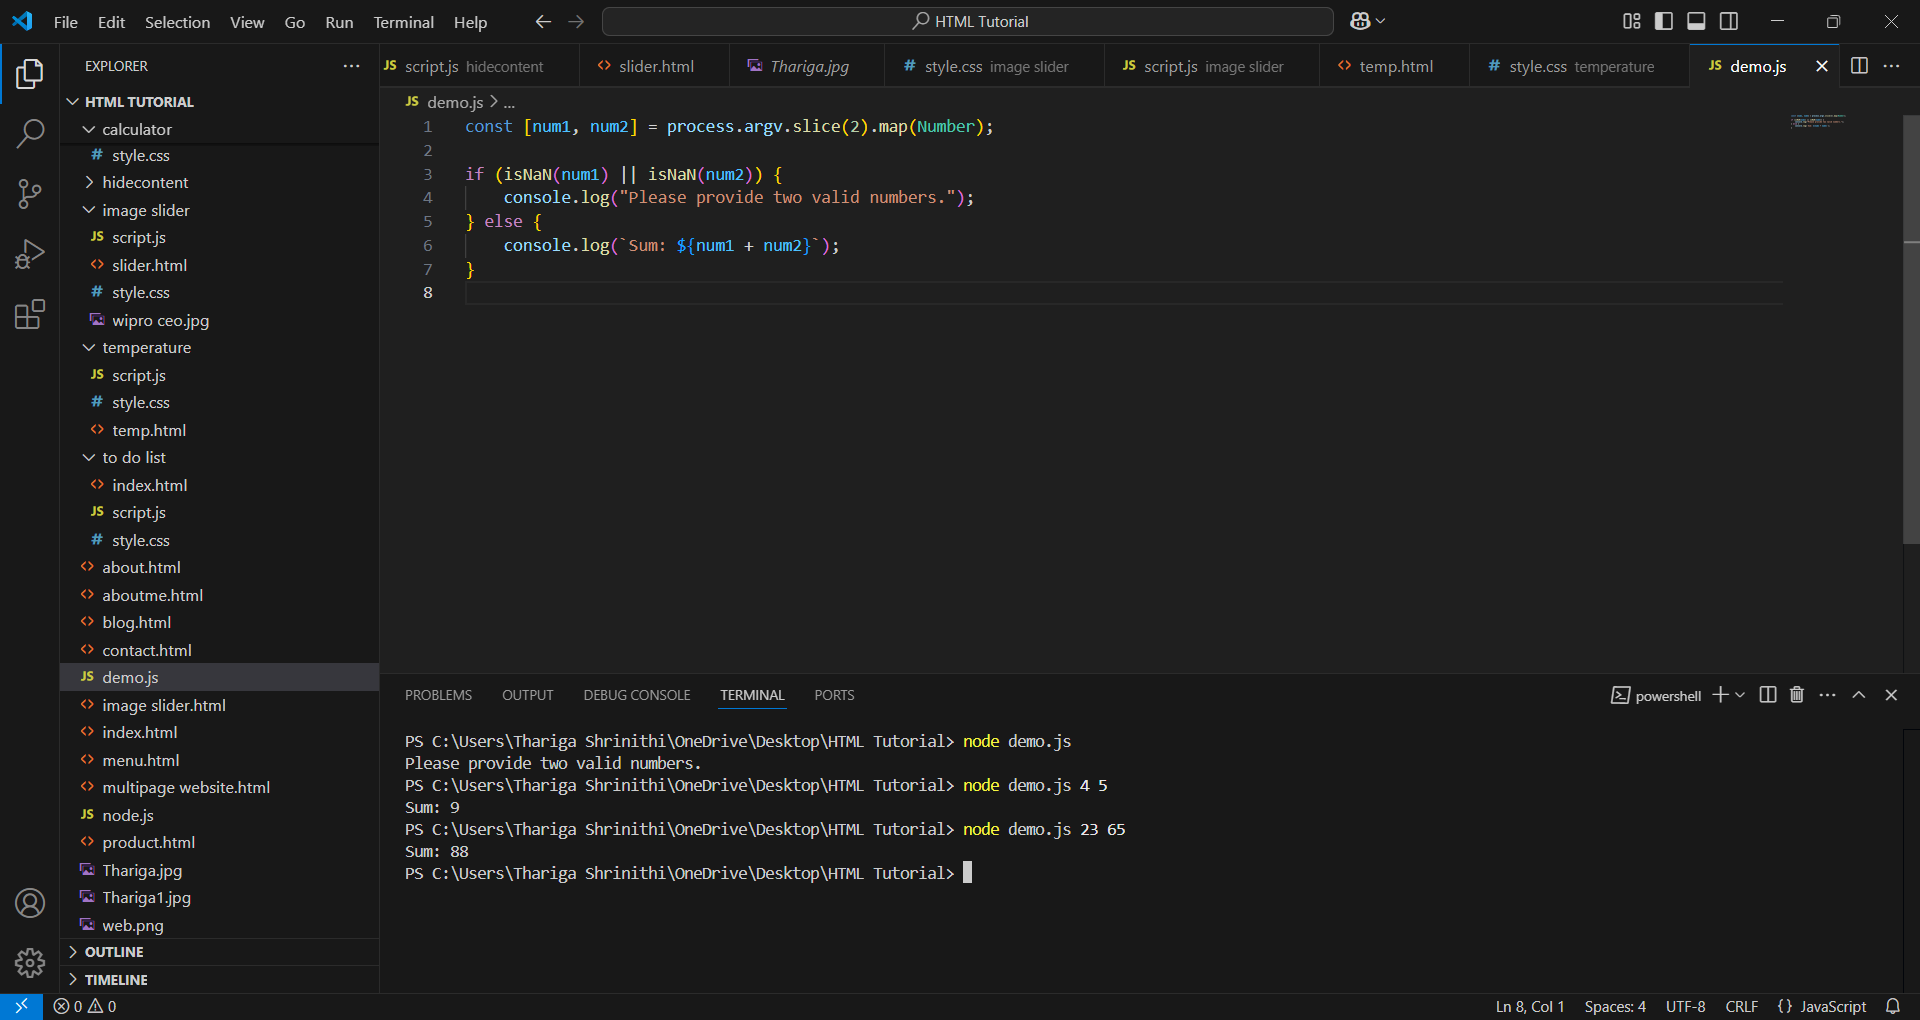 File Edit Selection View Go Run Terminal Help
HTML Tutorial
EXPLORER
HTML TUTORIAL
calculator
# style.css
hidecontent
image slider
JS script.js
<> slider.html
# style.css
wipro ceo.jpg
temperature
JS script.js
# style.css
<> temp.html
to do list
<> index.html
JS script.js
# style.css
<> about.html
<> aboutme.html
<> blog.html
<> contact.html
JS demo.js
<> image slider.html
<> index.html
<> menu.html
<> multipage website.html
JS node.js
<> product.html
Thariga.jpg
Thariga1.jpg
web.png
OUTLINE
TIMELINE
JS script.js hidecontent <> slider.html Thariga.jpg # style.css image slider JS script.js image slider <> temp.html # style.css temperature JS demo.js
JS demo.js > ...
1 const [num1, num2] = process.argv.slice(2).map(Number);
2
3 if (isNaN(num1) || isNaN(num2)) {
4     console.log("Please provide two valid numbers.");
5 } else {
6     console.log(`Sum: ${num1 + num2}`);
7 }
8
PROBLEMS OUTPUT DEBUG CONSOLE TERMINAL PORTS
powershell
PS C:\Users\Thariga Shrinithi\OneDrive\Desktop\HTML Tutorial> node demo.js
Please provide two valid numbers.
PS C:\Users\Thariga Shrinithi\OneDrive\Desktop\HTML Tutorial> node demo.js 4 5
Sum: 9
PS C:\Users\Thariga Shrinithi\OneDrive\Desktop\HTML Tutorial> node demo.js 23 65
Sum: 88
PS C:\Users\Thariga Shrinithi\OneDrive\Desktop\HTML Tutorial>
0 0
Ln 8, Col 1 Spaces: 4 UTF-8 CRLF {} JavaScript